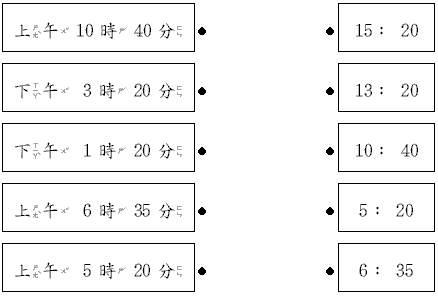 上午 10 時 40 分 15： 20
下午 3 時 20 分 13： 20
下午 1 時 20 分 10： 40
上午 6 時 35 分 5： 20
上午 5 時 20 分 6： 35